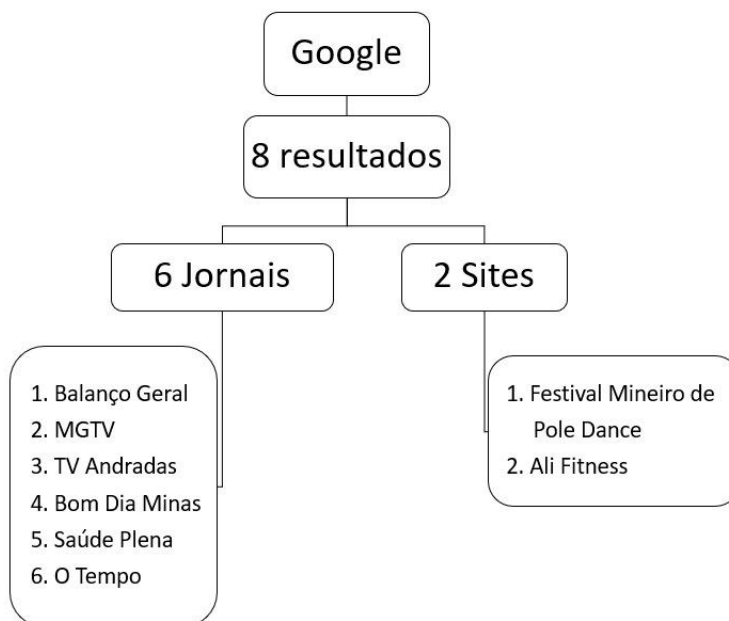 Google
8 resultados
6 Jornais
2 Sites
1. Balanço Geral
2. MGTV
3. TV Andradas
4. Bom Dia Minas
5. Saúde Plena
6. O Tempo
1. Festival Mineiro de
Pole Dance
2. Ali Fitness